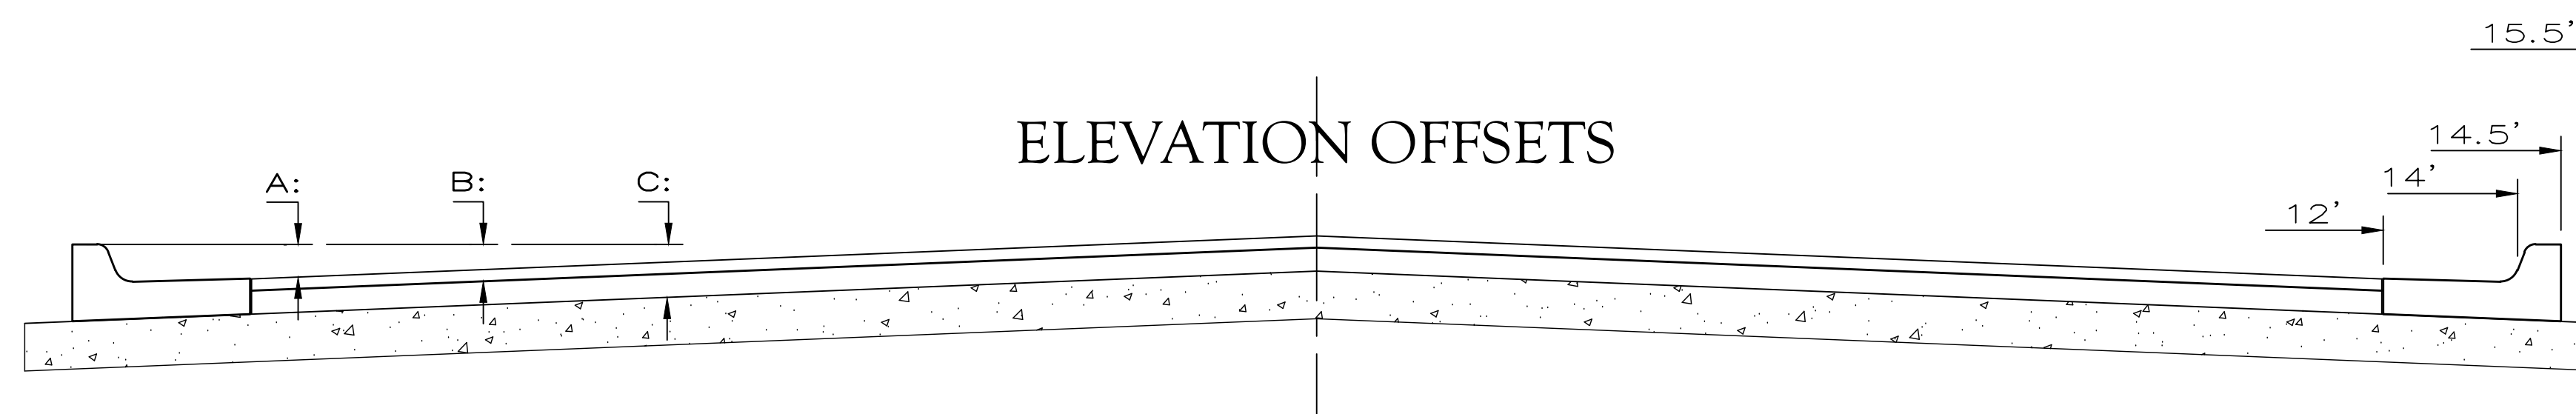 15.5'
ELEVATION OFFSETS
14.5'
A: B: C:
14'
12'